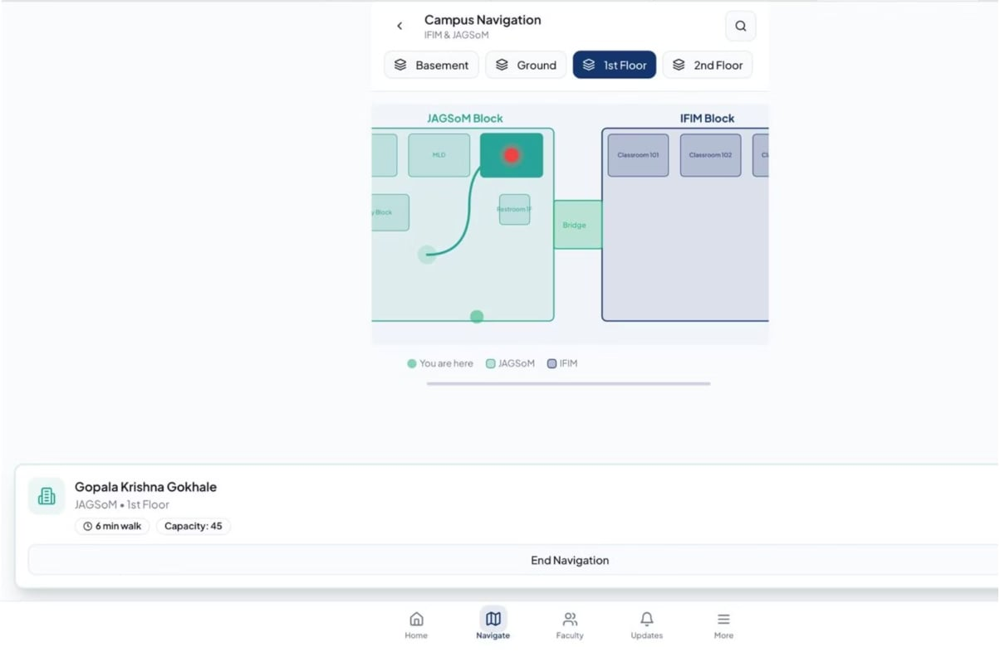 Campus Navigation
IFIM & JAGSoM
Basement Ground 1st Floor 2nd Floor
JAGSoM Block IFIM Block
MLD Classroom 101 Classroom 102 Cl
y Block Restroom 1F
Bridge
You are here JAGSoM IFIM
Gopala Krishna Gokhale
JAGSoM • 1st Floor
6 min walk Capacity: 45
End Navigation
Home Navigate Faculty Updates More